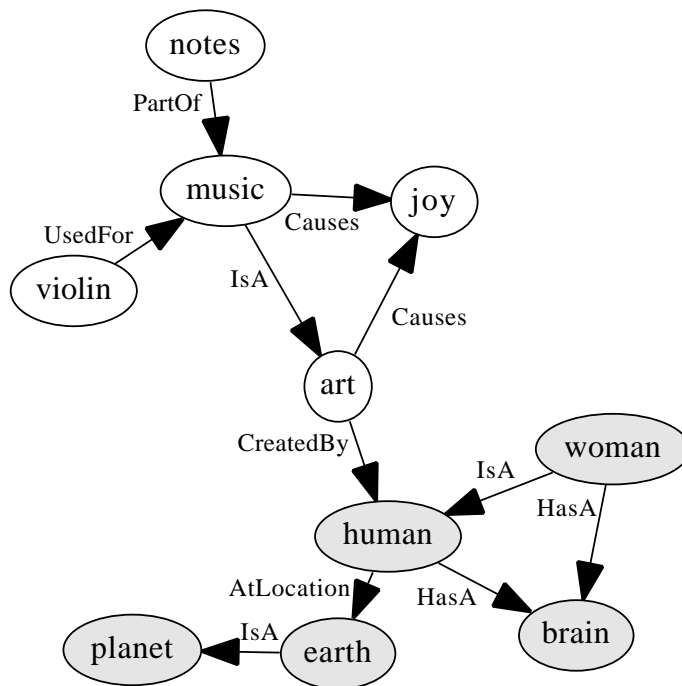 notes
PartOf
music
joy
Causes
UsedFor
IsA
violin
Causes
art
CreatedBy
woman
IsA
HasA
human
AtLocation
HasA
IsA
planet
earth
brain